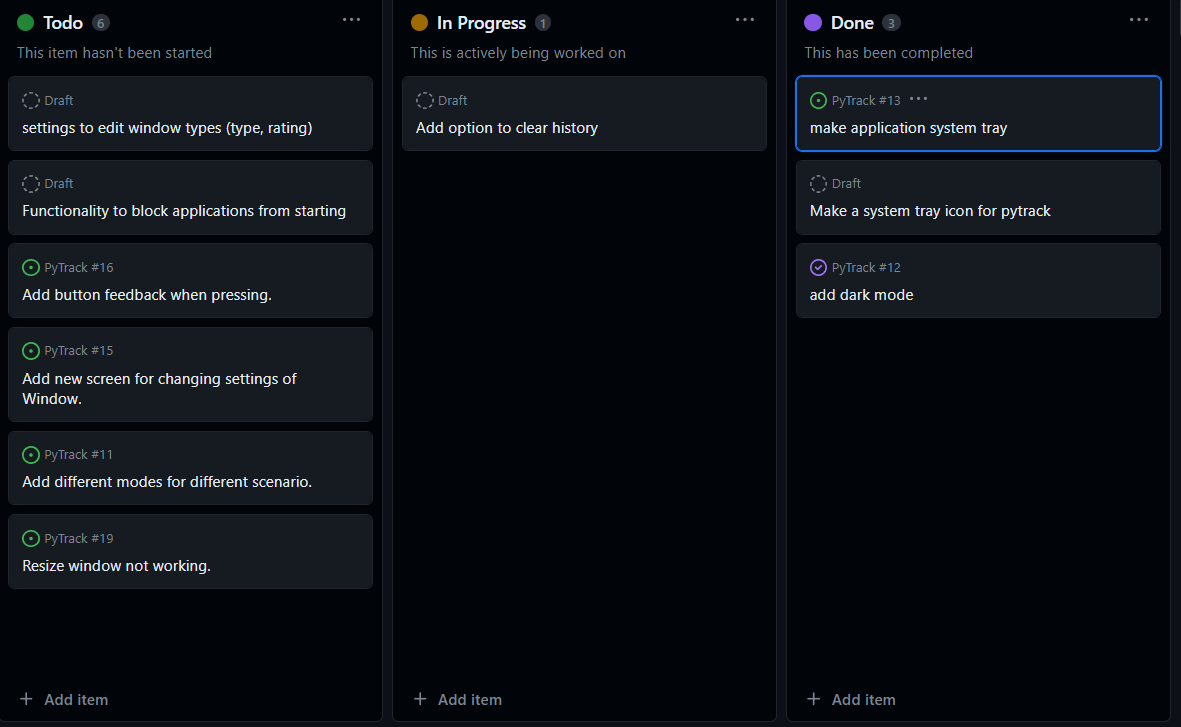 Todo 6
This item hasn't been started
Draft
settings to edit window types (type, rating)
Draft
Functionality to block applications from starting
PyTrack #16
Add button feedback when pressing.
PyTrack #15
Add new screen for changing settings of
Window.
PyTrack #11
Add different modes for different scenario.
PyTrack #19
Resize window not working.
+ Add item
In Progress 1
This is actively being worked on
Draft
Add option to clear history
+ Add item
Done 3
This has been completed
PyTrack #13
make application system tray
Draft
Make a system tray icon for pytrack
PyTrack #12
add dark mode
+ Add item